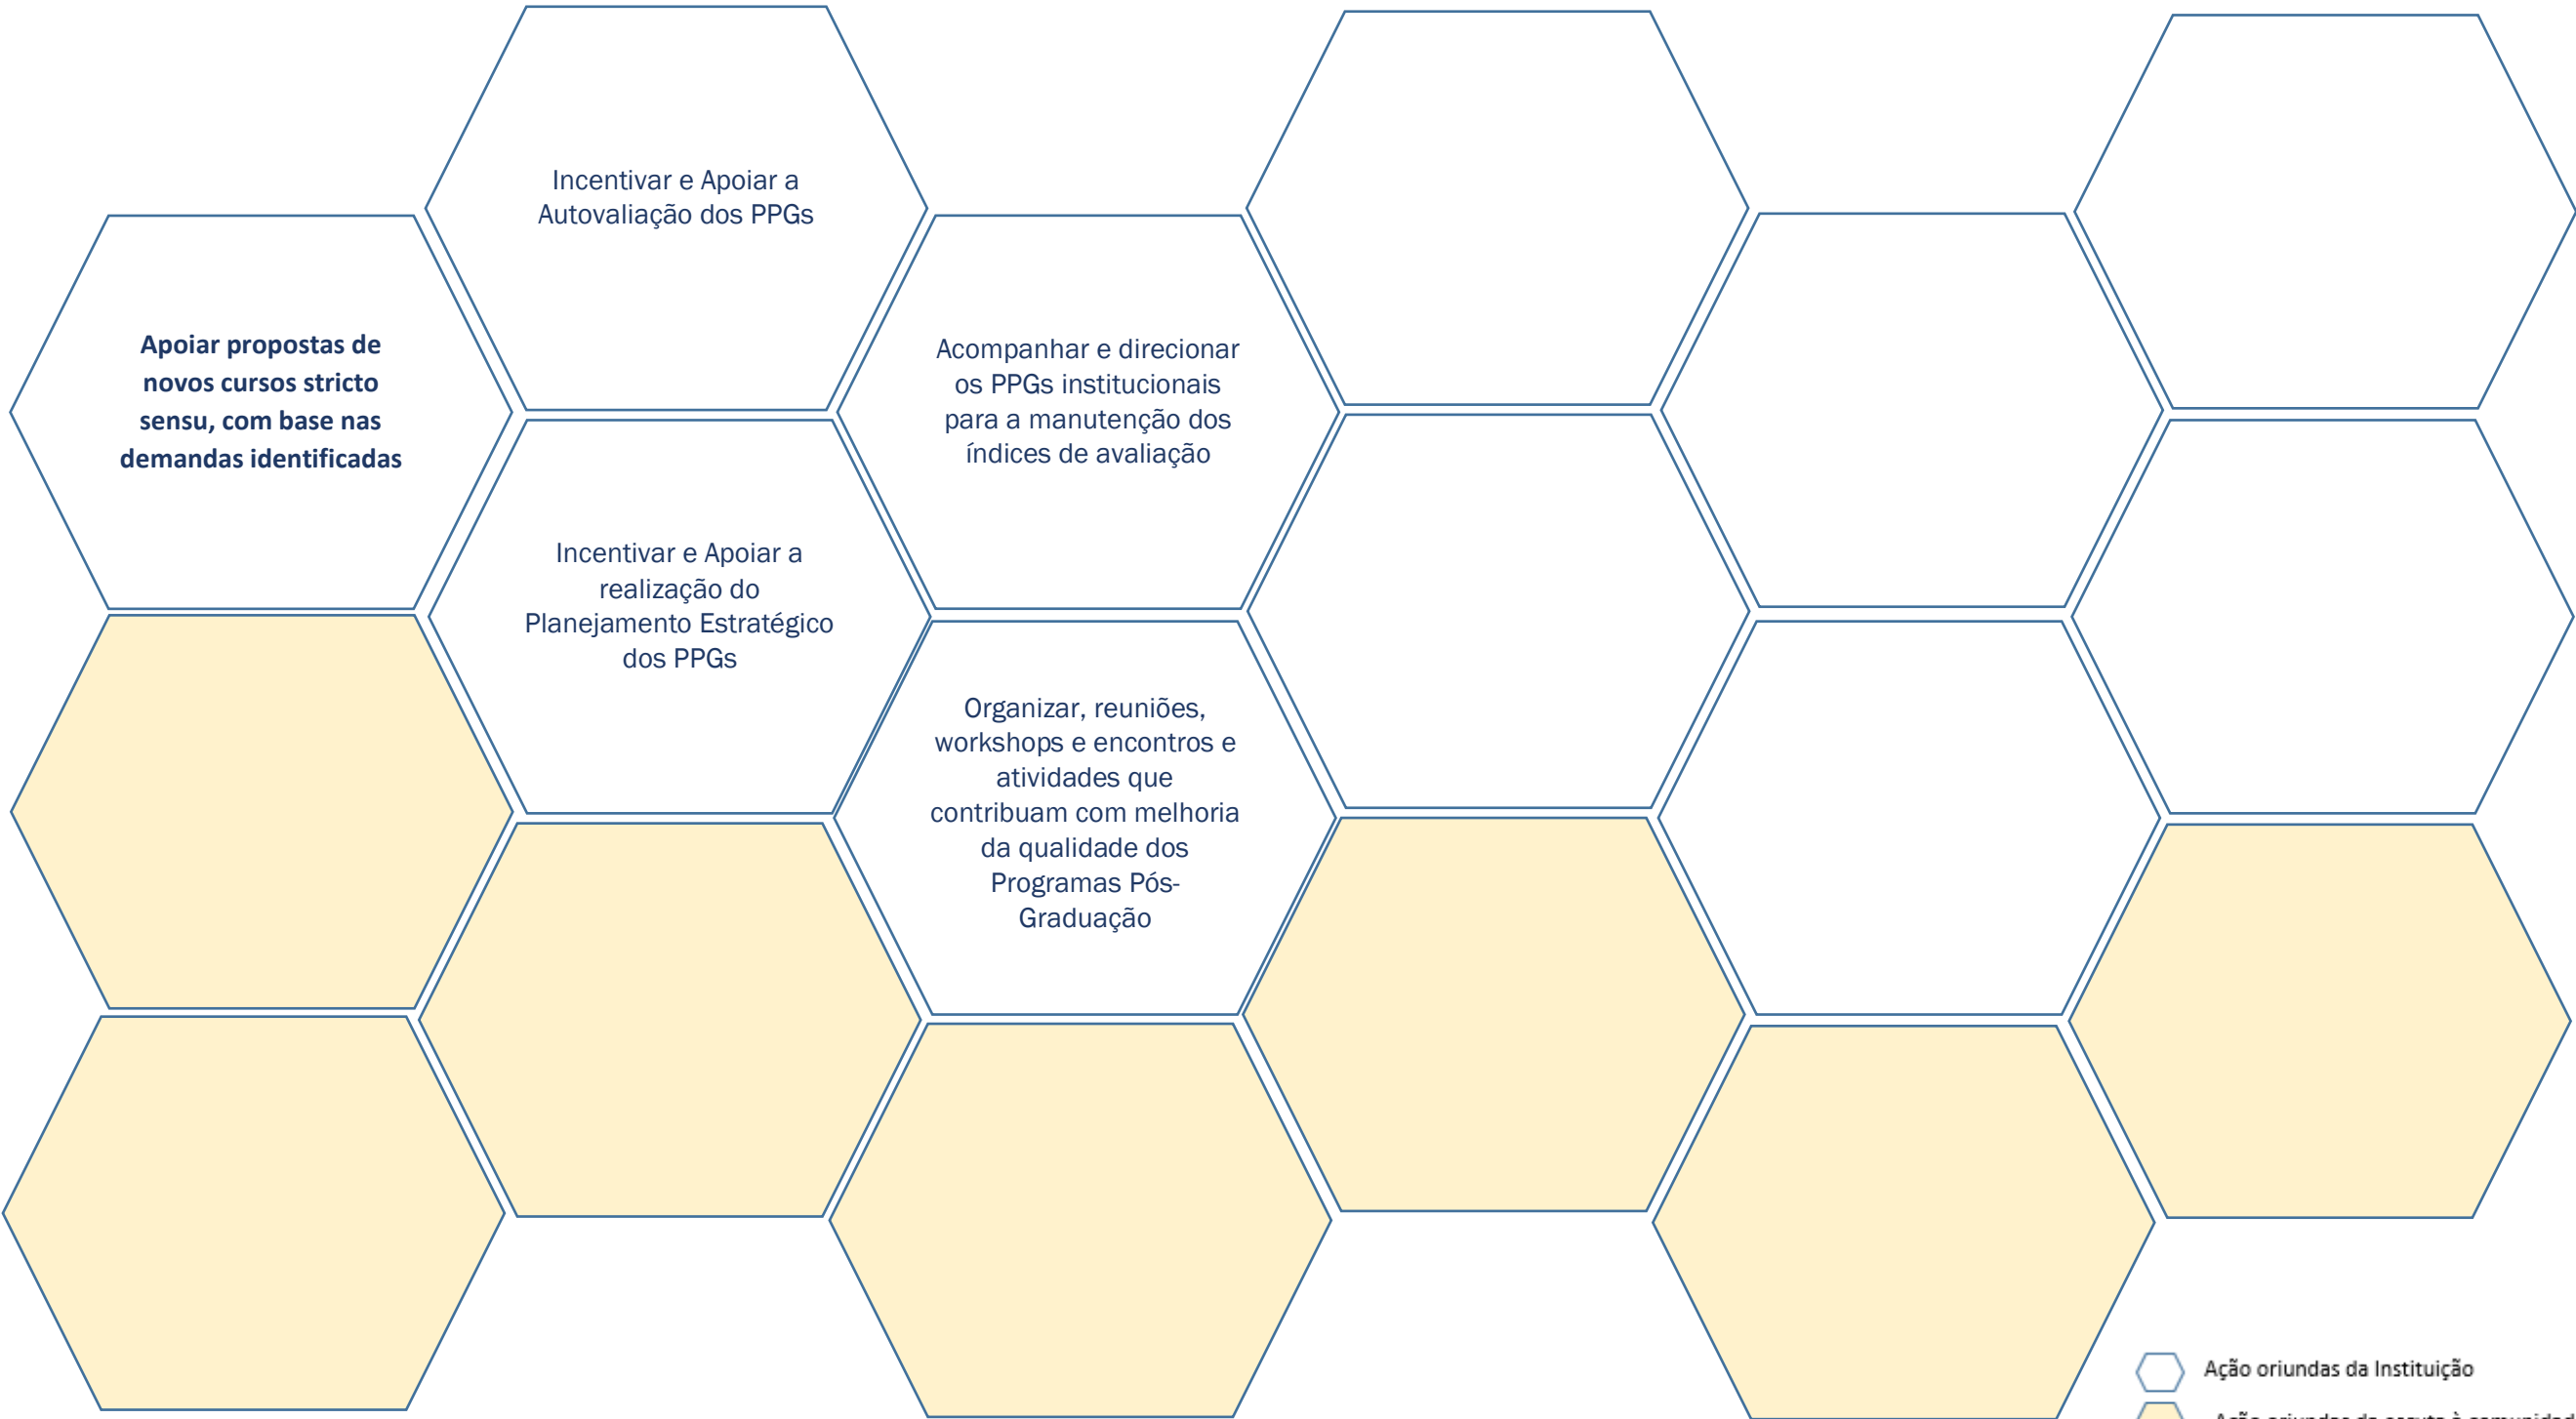 Incentivar e Apoiar a
Autovaliação dos PPGs
Apoiar propostas de
novos cursos stricto
sensu, com base nas
demandas identificadas
Acompanhar e direcionar
os PPGs institucionais
para a manutenção dos
índices de avaliação
Incentivar e Apoiar a
realização do
Planejamento Estratégico
dos PPGs
Organizar, reuniões,
workshops e encontros e
atividades que
contribuam com melhoria
da qualidade dos
Programas Pós-
Graduação
Ação oriundas da Instituição